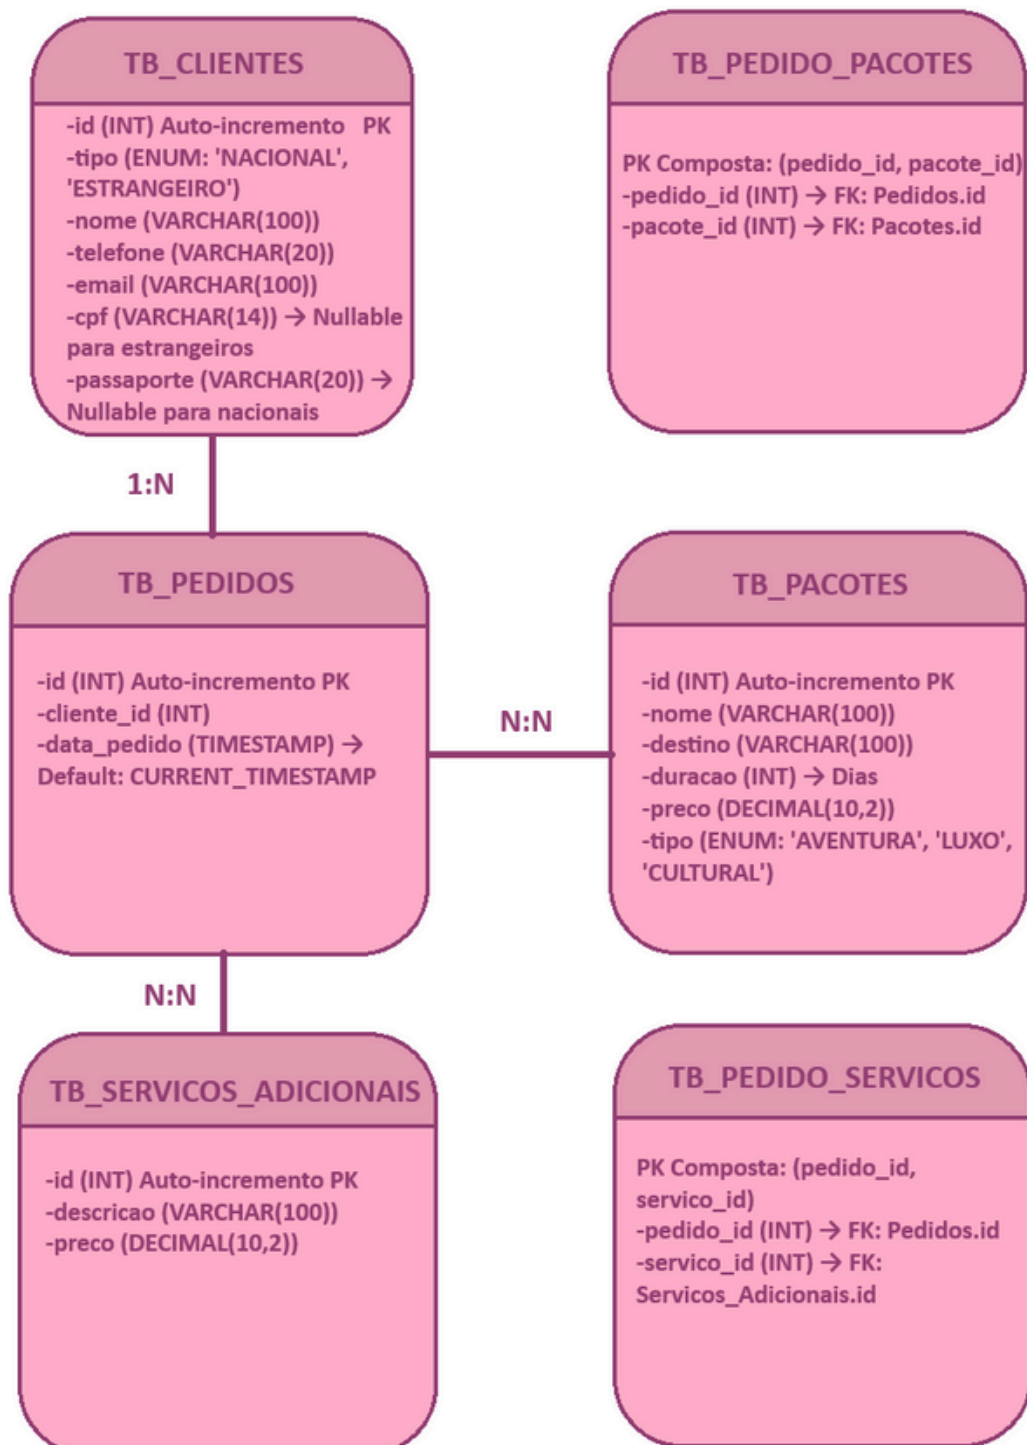 TB_CLIENTES
-id (INT) Auto-incremento PK
-tipo (ENUM: 'NACIONAL',
'ESTRANGEIRO')
-nome (VARCHAR(100))
-telefone (VARCHAR(20))
-email (VARCHAR(100))
-cpf (VARCHAR(14)) → Nullable
para estrangeiros
-passaporte (VARCHAR(20)) →
Nullable para nacionais
TB_PEDIDO_PACOTES
PK Composta: (pedido_id, pacote_id)
-pedido_id (INT) → FK: Pedidos.id
-pacote_id (INT) → FK: Pacotes.id
1:N
TB_PEDIDOS
-id (INT) Auto-incremento PK
-cliente_id (INT)
-data_pedido (TIMESTAMP) →
Default: CURRENT_TIMESTAMP
N:N
TB_PACOTES
-id (INT) Auto-incremento PK
-nome (VARCHAR(100))
-destino (VARCHAR(100))
-duracao (INT) → Dias
-preco (DECIMAL(10,2))
-tipo (ENUM: 'AVENTURA', 'LUXO',
'CULTURAL')
N:N
TB_SERVICOS_ADICIONAIS
-id (INT) Auto-incremento PK
-descricao (VARCHAR(100))
-preco (DECIMAL(10,2))
TB_PEDIDO_SERVICOS
PK Composta: (pedido_id,
servico_id)
-pedido_id (INT) → FK: Pedidos.id
-servico_id (INT) → FK:
Servicos_Adicionais.id